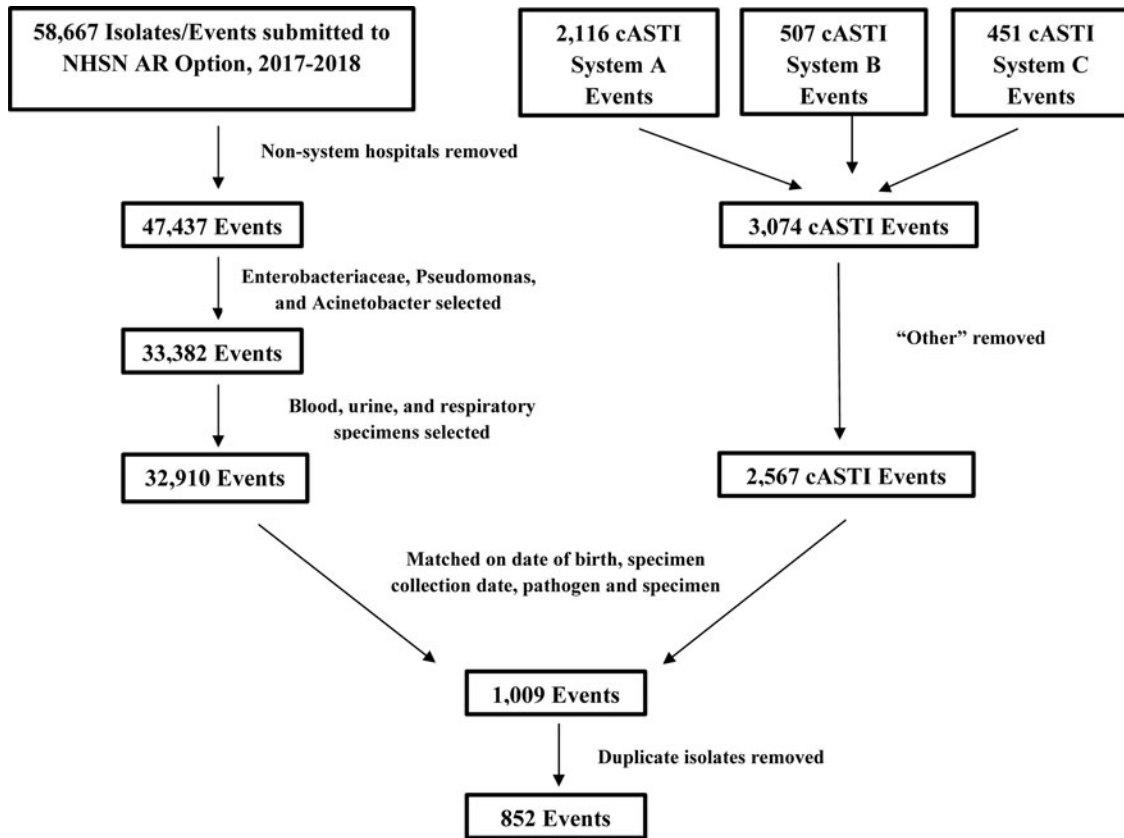 58,667 Isolates/Events submitted to
NHSN AR Option, 2017-2018
2,116 cASTI
System A
Events
507 cASTI
System B
Events
451 cASTI
System C
Events
Non-system hospitals removed
47,437 Events
3,074 cASTI Events
Enterobacteriaceae, Pseudomonas,
and Acinetobacter selected
33,382 Events
“Other” removed
Blood, urine, and respiratory
specimens selected
32,910 Events
2,567 cASTI Events
Matched on date of birth, specimen
collection date, pathogen and specimen
1,009 Events
Duplicate isolates removed
852 Events